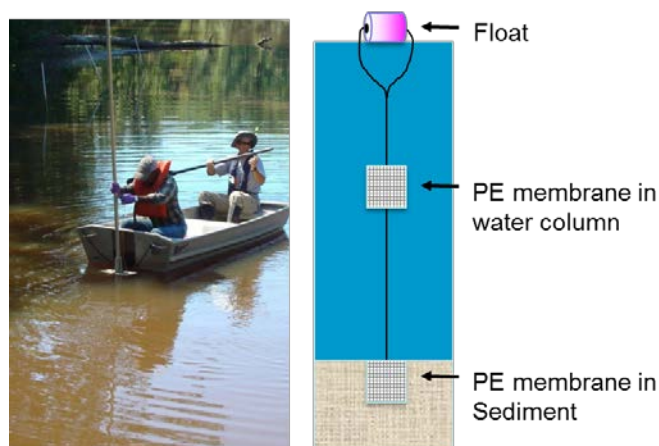 Float
PE membrane in
water column
PE membrane in
Sediment